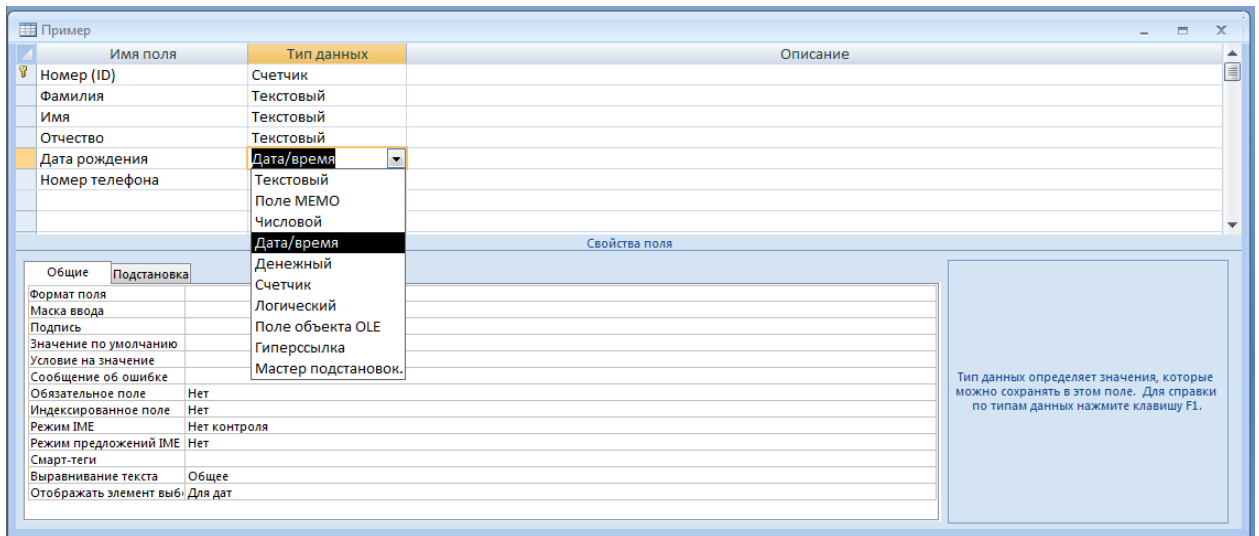 Пример
Имя поля Тип данных Описание
Номер (ID) Счетчик
Фамилия Текстовый
Имя Текстовый
Отчество Текстовый
Дата рождения Дата/время
Номер телефона Текстовый
Поле МЕМО
Числовой
Дата/время
Свойства поля
Денежный
Счетчик
Логический
Поле объекта OLE
Гиперссылка
Мастер подстановок.
Общие Подстановка
Формат поля
Маска ввода
Подпись
Значение по умолчанию
Условие на значение
Сообщение об ошибке
Обязательное поле Нет
Индексированное поле Нет
Режим IME Нет контроля
Режим предложений IME Нет
Смарт-теги
Выравнивание текста Общее
Отображать элемент выб Для дат
Тип данных определяет значения, которые
можно сохранять в этом поле. Для справки
по типам данных нажмите клавишу F1.